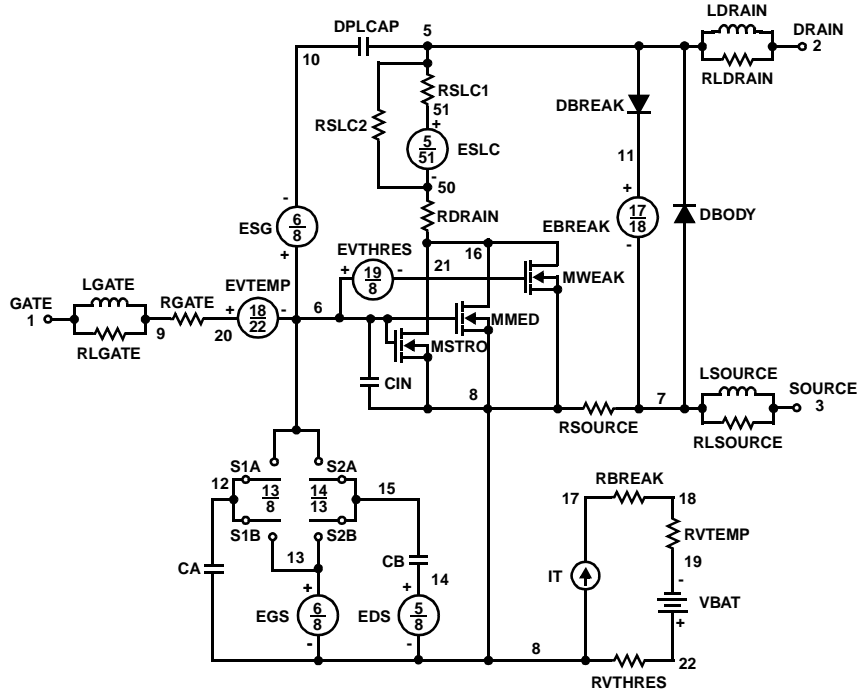 LDRAIN
DPLCAP
5
DRAIN
2
10
RLDRAIN
RSLC1
51
DBREAK
RSLC2
+
5
51
ESLC
11
-
50
-
+
RDRAIN
17
18
DBODY
6
8
ESG
EBREAK
-
16
EVTHRES
+
21
+
19
8
-
MWEAK
LGATE
EVTEMP
GATE
1
RGATE
+
18
22
-
6
MMED
9
20
MSTRO
RLGATE
LSOURCE
CIN
8
7
SOURCE
3
RSOURCE
RLSOURCE
S1A
S2A
12
13
8
14
13
15
RBREAK
17
18
S1B
S2B
RVTEMP
13
CB
19
CA
14
IT
-
+
+
VBAT
EGS
6
8
EDS
5
8
+
-
-
8
22
RVTHRES